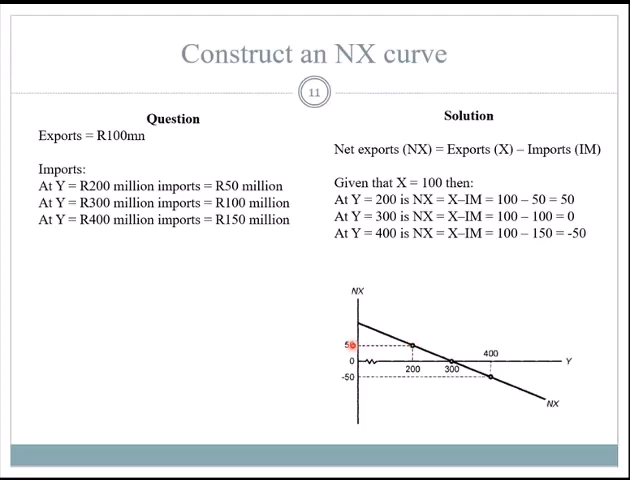 Construct an NX curve
11
Question
Exports = R100mn
Imports:
At Y = R200 million imports = R50 million
At Y = R300 million imports = R100 million
At Y = R400 million imports = R150 million
Solution
Net exports (NX) = Exports (X) – Imports (IM)
Given that X = 100 then:
At Y = 200 is NX = X–IM = 100 – 50 = 50
At Y = 300 is NX = X–IM = 100 – 100 = 0
At Y = 400 is NX = X–IM = 100 – 150 = -50
NX
400
0
Y
200
300
-50
NX